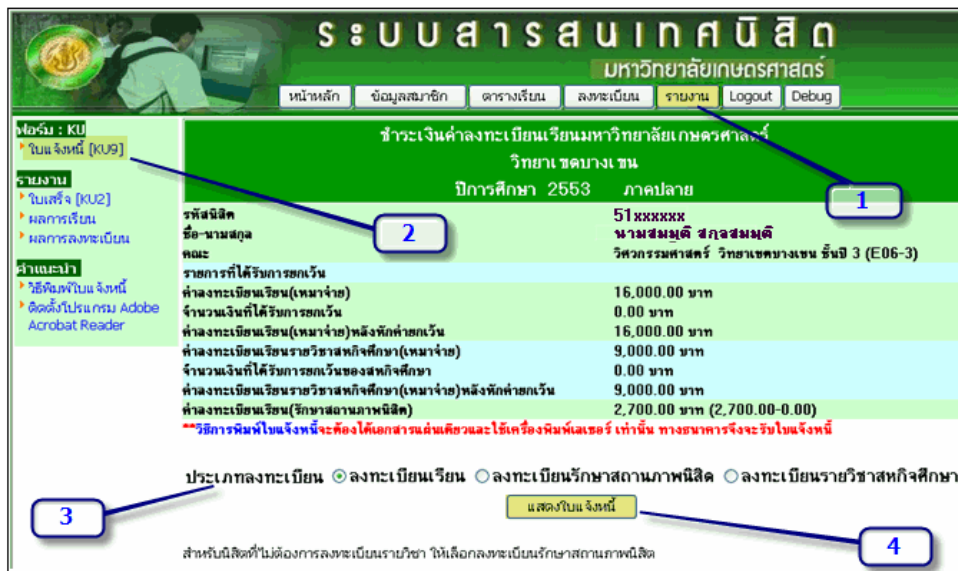 ระบบสารสนเทศนิสิต
มหาวิทยาลัยเกษตรศาสตร์
หน้าหลัก ข้อมูลสมาชิก ตารางเรียน ลงทะเบียน รายงาน Logout Debug
ฟอร์ม : KU
ใบแจ้งหนี้ [KU9]
รายงาน
ใบเสร็จ [KU2]
ผลการเรียน
ผลการลงทะเบียน
คำแนะนำ
วิธีพิมพ์ใบแจ้งหนี้
ติดตั้งโปรแกรม Adobe
Acrobat Reader
ชำระเงินค่าลงทะเบียนเรียนมหาวิทยาลัยเกษตรศาสตร์
วิทยาเขตบางเขน
ปีการศึกษา 2553 ภาคปลาย
รหัสนิสิต 51xxxxxx
ชื่อ-นามสกุล นามสมมุติ สกุลสมมุติ
คณะ วิศวกรรมศาสตร์ วิทยาเขตบางเขน ชั้นปี 3 (E06-3)
รายการที่ได้รับการยกเว้น
ค่าลงทะเบียนเรียน(เหมาจ่าย) 16,000.00 บาท
จำนวนเงินที่ได้รับการยกเว้น 0.00 บาท
ค่าลงทะเบียนเรียน(เหมาจ่าย)หลังหักค่ายกเว้น 16,000.00 บาท
ค่าลงทะเบียนเรียนรายวิชาสหกิจศึกษา(เหมาจ่าย) 9,000.00 บาท
จำนวนเงินที่ได้รับการยกเว้นของสหกิจศึกษา 0.00 บาท
ค่าลงทะเบียนเรียนรายวิชาสหกิจศึกษา(เหมาจ่าย)หลังหักค่ายกเว้น 9,000.00 บาท
ค่าลงทะเบียนเรียน(รักษาสถานภาพนิสิต) 2,700.00 บาท (2,700.00-0.00)
**วิธีการพิมพ์ใบแจ้งหนี้จะต้องได้เอกสารแผ่นเดียวและใช้เครื่องพิมพ์เลเซอร์ เท่านั้น ทางธนาคารจึงจะรับใบแจ้งหนี้
ประเภทลงทะเบียน ลงทะเบียนเรียน ลงทะเบียนรักษาสถานภาพนิสิต ลงทะเบียนรายวิชาสหกิจศึกษา
แสดงใบแจ้งหนี้
สำหรับนิสิตที่ไม่ต้องการลงทะเบียนรายวิชา ให้เลือกลงทะเบียนรักษาสถานภาพนิสิต
1
2
3
4